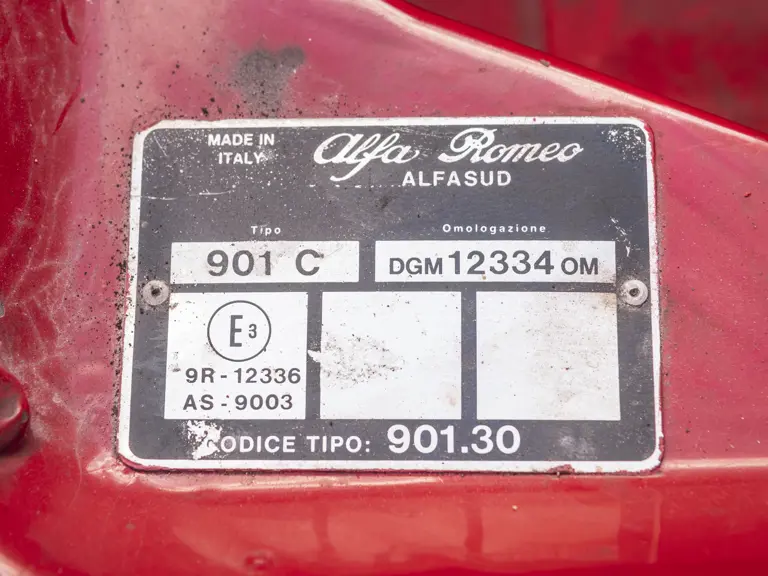 MADE IN
ITALY
Alfa Romeo
ALFASUD
Tipo
Omologazione
901 C
DGM 12334 OM
E3
9R-12336
AS-9003
CODICE TIPO: 901.30